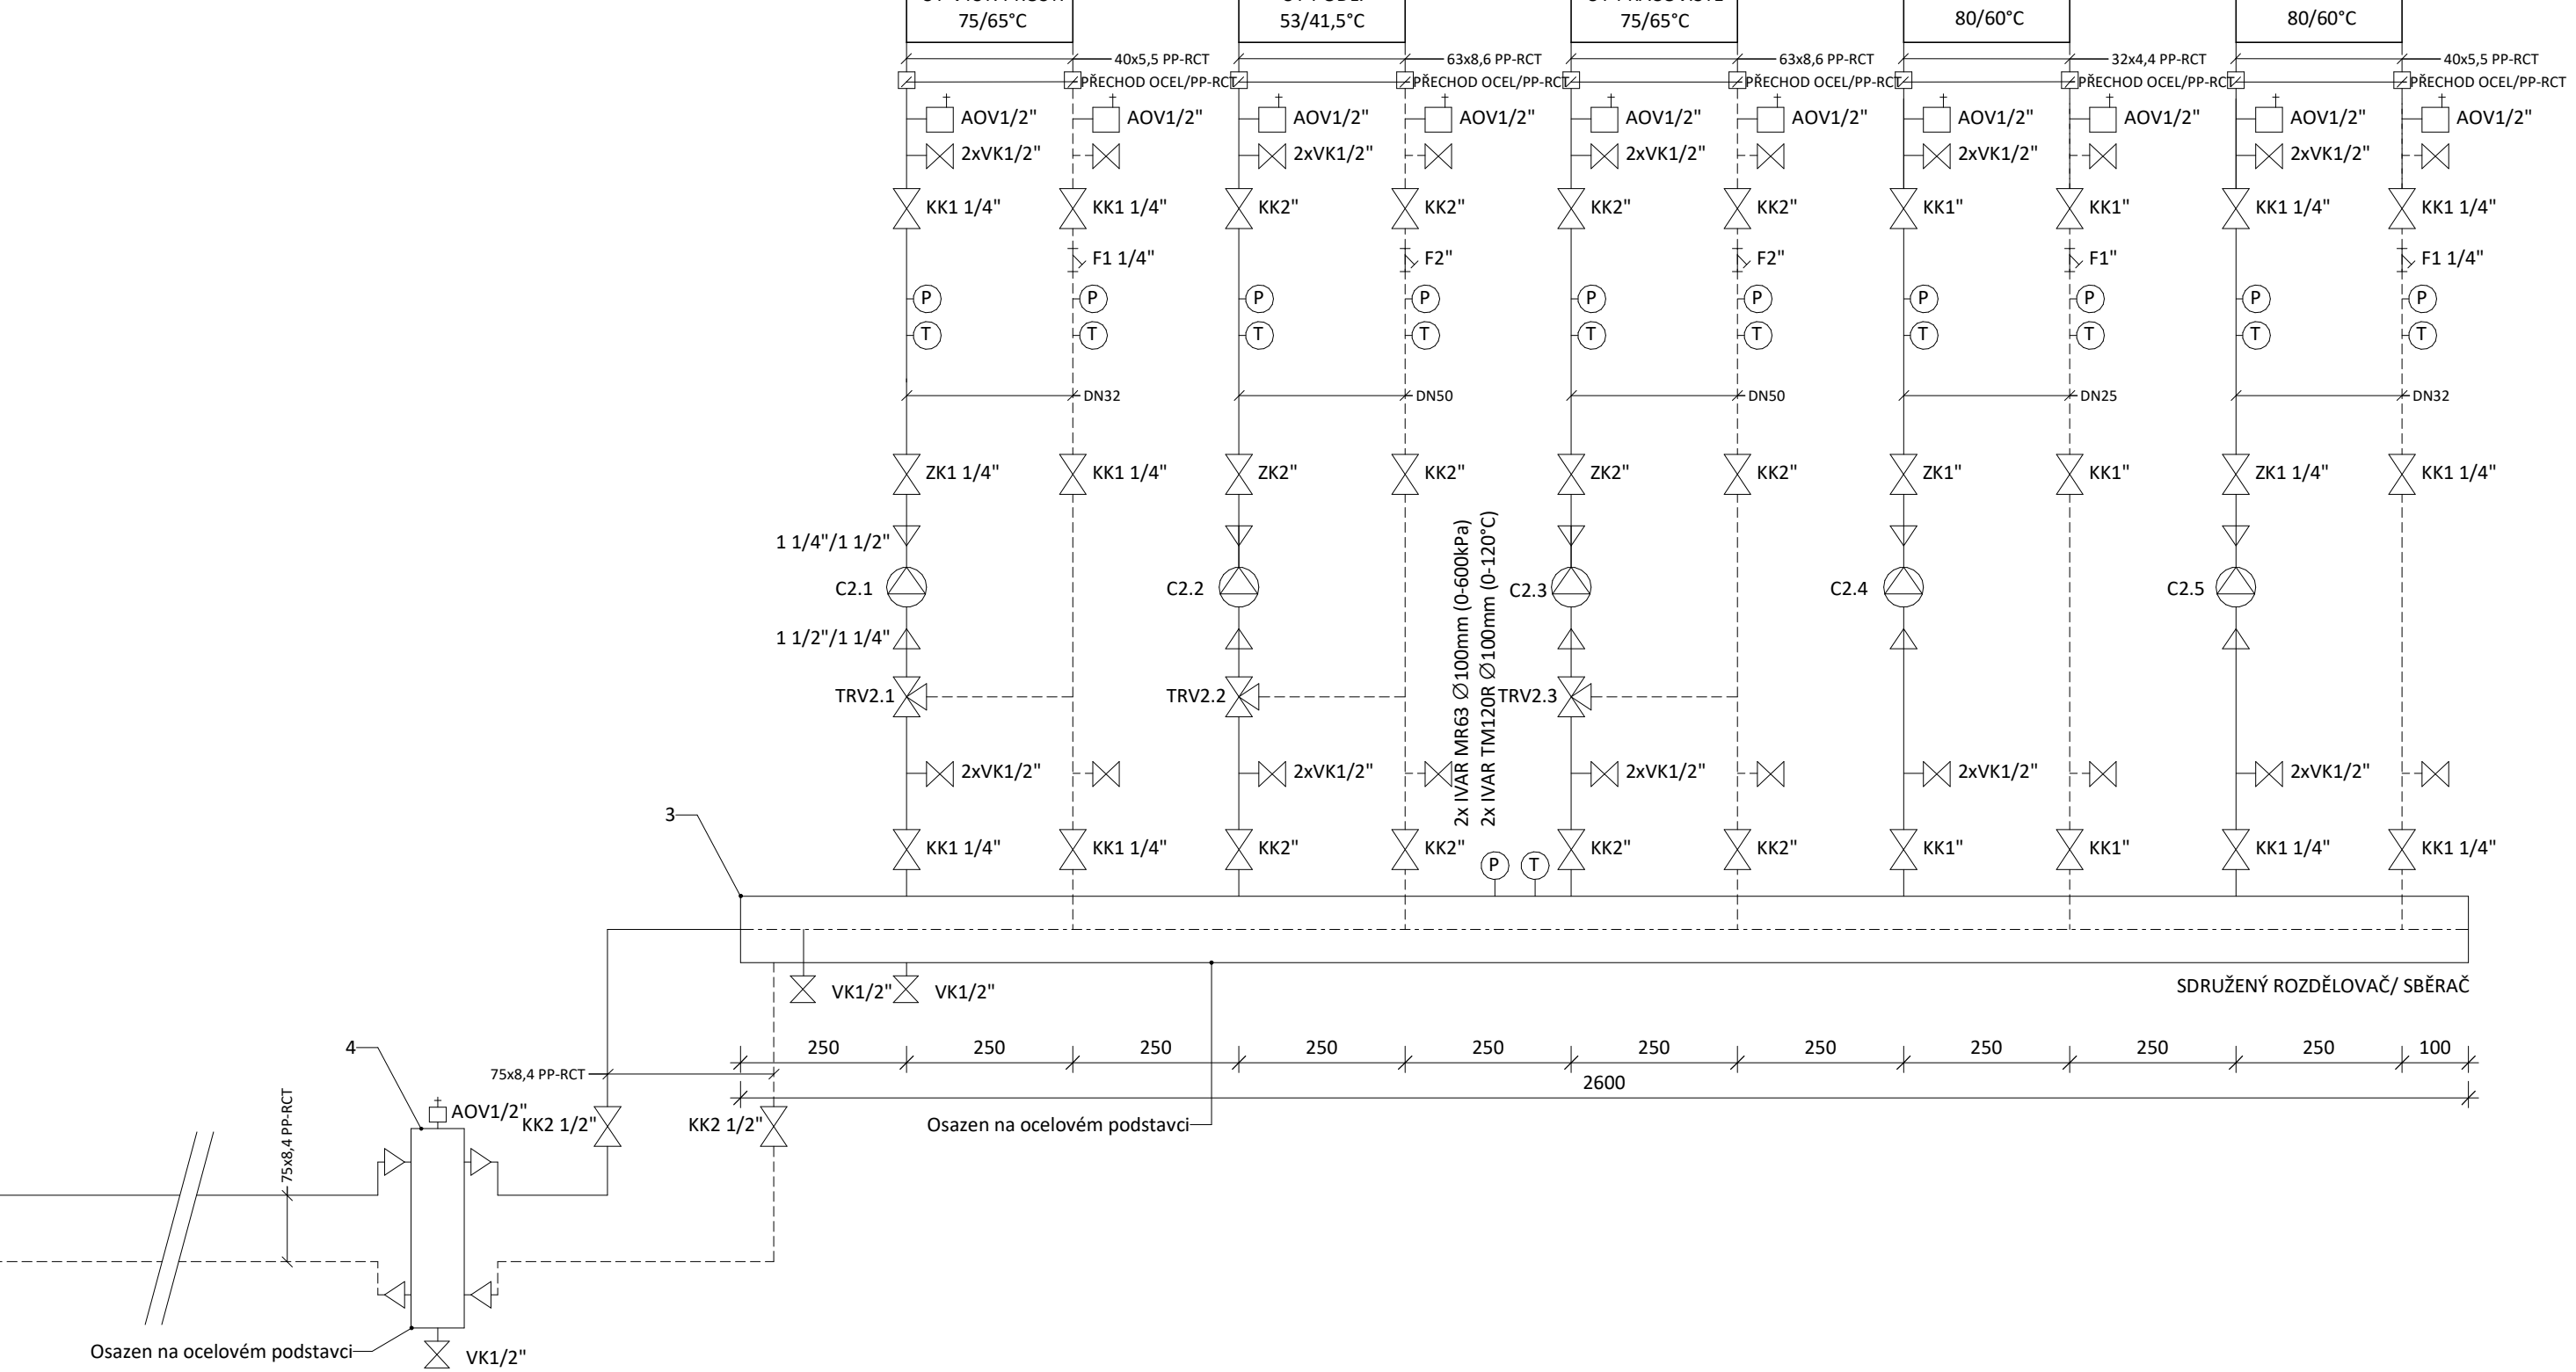 75/65°C
53/41,5°C
75/65°C
80/60°C
80/60°C
40x5,5 PP-RCT
63x8,6 PP-RCT
63x8,6 PP-RCT
32x4,4 PP-RCT
40x5,5 PP-RCT
PŘECHOD OCEL/PP-RCT
PŘECHOD OCEL/PP-RCT
PŘECHOD OCEL/PP-RCT
PŘECHOD OCEL/PP-RCT
PŘECHOD OCEL/PP-RCT
AOV1/2"
AOV1/2"
AOV1/2"
AOV1/2"
AOV1/2"
AOV1/2"
AOV1/2"
AOV1/2"
AOV1/2"
AOV1/2"
2xVK1/2"
2xVK1/2"
2xVK1/2"
2xVK1/2"
2xVK1/2"
KK1 1/4"
KK1 1/4"
KK2"
KK2"
KK2"
KK2"
KK1"
KK1"
KK1 1/4"
KK1 1/4"
F1 1/4"
F2"
F2"
F1"
F1 1/4"
P
P
P
P
P
P
P
P
P
P
T
T
T
T
T
T
T
T
T
T
DN32
DN50
DN50
DN25
DN32
ZK1 1/4"
KK1 1/4"
ZK2"
KK2"
ZK2"
KK2"
ZK1"
KK1"
ZK1 1/4"
KK1 1/4"
1 1/4"/1 1/2"
C2.1
C2.2
C2.3
C2.4
C2.5
1 1/2"/1 1/4"
2x IVAR MR63 Ø100mm (0-600kPa)
2x IVAR TM120R Ø100mm (0-120°C)
TRV2.1
TRV2.2
TRV2.3
2xVK1/2"
2xVK1/2"
2xVK1/2"
2xVK1/2"
2xVK1/2"
3
KK1 1/4"
KK1 1/4"
KK2"
KK2"
KK2"
KK2"
KK1"
KK1"
KK1 1/4"
KK1 1/4"
P
T
VK1/2"
VK1/2"
SDRUŽENÝ ROZDĚLOVAČ/ SBĚRAČ
250
250
250
250
250
250
250
250
250
250
100
2600
4
75x8,4 PP-RCT
75x8,4 PP-RCT
AOV1/2"
KK2 1/2"
KK2 1/2"
Osazen na ocelovém podstavci
Osazen na ocelovém podstavci
VK1/2"